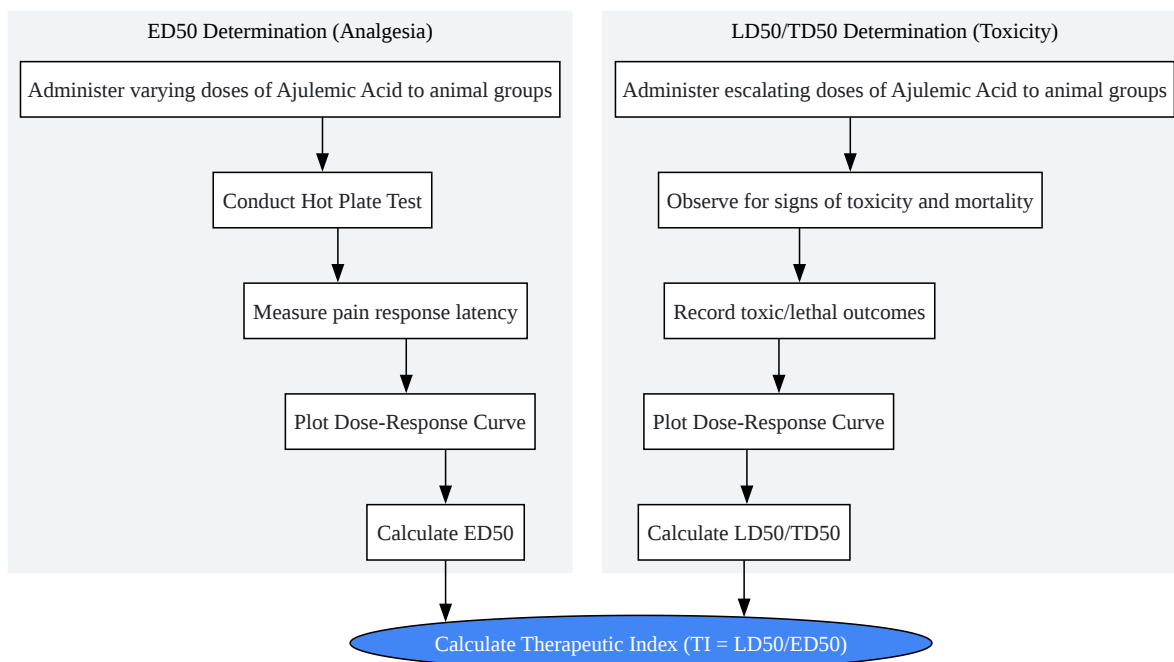 ED50 Determination (Analgesia)
Administer varying doses of Ajulemic Acid to animal groups
Conduct Hot Plate Test
Measure pain response latency
Plot Dose-Response Curve
Calculate ED50
LD50/TD50 Determination (Toxicity)
Administer escalating doses of Ajulemic Acid to animal groups
Observe for signs of toxicity and mortality
Record toxic/lethal outcomes
Plot Dose-Response Curve
Calculate LD50/TD50
Calculate Therapeutic Index (TI = LD50/ED50)